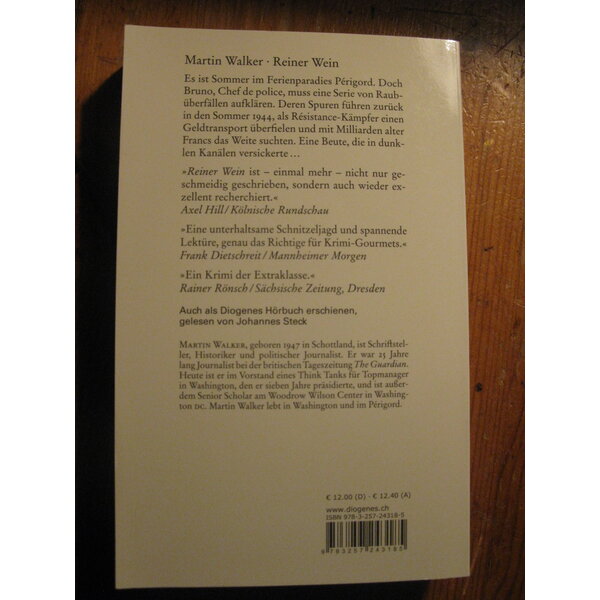 Martin Walker · Reiner Wein
Es ist Sommer im Ferienparadies Périgord. Doch
Bruno, Chef de police, muss eine Serie von Raub-
überfällen aufklären. Deren Spuren führen zurück
in den Sommer 1944, als Résistance-Kämpfer einen
Geldtransport überfielen und mit Milliarden alter
Francs das Weite suchten. Eine Beute, die in dunk-
len Kanälen versickerte ...
»Reiner Wein ist – einmal mehr – nicht nur ge-
schmeidig geschrieben, sondern auch wieder ex-
zellent recherchiert.«
Axel Hill / Kölnische Rundschau
»Eine unterhaltsame Schnitzeljagd und spannende
Lektüre, genau das Richtige für Krimi-Gourmets.«
Frank Dietschreit / Mannheimer Morgen
»Ein Krimi der Extraklasse.«
Rainer Rönsch / Sächsische Zeitung, Dresden
Auch als Diogenes Hörbuch erschienen,
gelesen von Johannes Steck
MARTIN WALKER, geboren 1947 in Schottland, ist Schriftstel-
ler, Historiker und politischer Journalist. Er war 25 Jahre
lang Journalist bei der britischen Tageszeitung The Guardian.
Heute ist er im Vorstand eines Think Tanks für Topmanager
in Washington, den er sieben Jahre präsidierte, und ist außer-
dem Senior Scholar am Woodrow Wilson Center in Washing-
ton DC. Martin Walker lebt in Washington und im Périgord.
€ 12.00 (D) · € 12.40 (A)
www.diogenes.ch
ISBN 978-3-257-24318-5
9 783257 243185